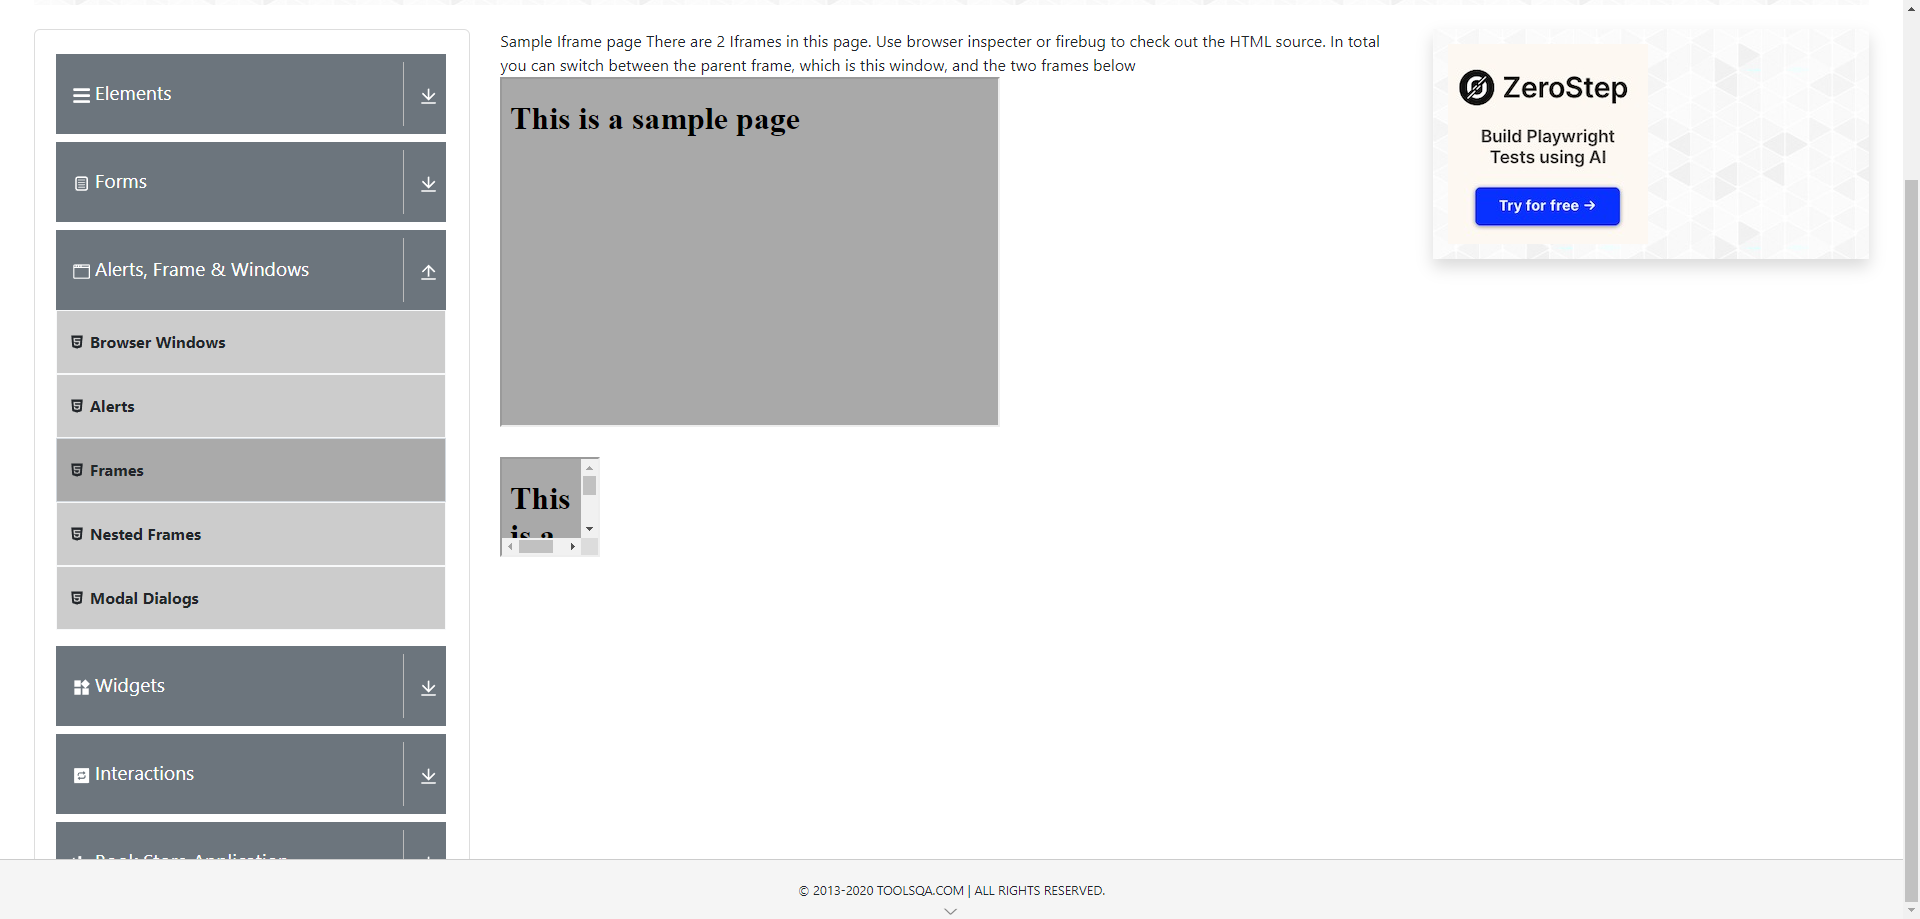 Elements
Forms
Alerts, Frame & Windows
Browser Windows
Alerts
Frames
Nested Frames
Modal Dialogs
Widgets
Interactions
Book Store Application
Sample Iframe page There are 2 Iframes in this page. Use browser inspecter or firebug to check out the HTML source. In total
you can switch between the parent frame, which is this window, and the two frames below
This is a sample page
This
is a
ZeroStep
Build Playwright
Tests using AI
Try for free →
© 2013-2020 TOOLSQA.COM | ALL RIGHTS RESERVED.